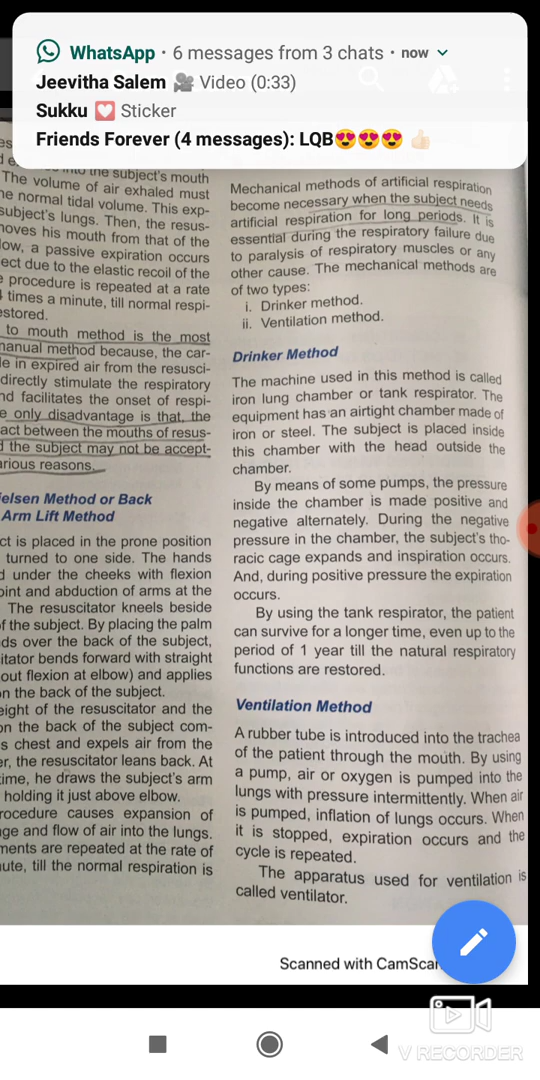 WhatsApp • 6 messages from 3 chats • now
Jeevitha Salem 🎥 Video (0:33)
Sukku 💟 Sticker
Friends Forever (4 messages): LQB😍😍😍 👍🏻
into the subject's mouth
The volume of air exhaled must
normal tidal volume. This exp-
subject's lungs. Then, the resus-
his mouth from that of the
a passive expiration occurs
due to the elastic recoil of the
procedure is repeated at a rate
times a minute, till normal respi-
to mouth method is the most
manual method because, the car-
in expired air from the resusci-
directly stimulate the respiratory
facilitates the onset of respi-
only disadvantage is that, the
between the mouths of resus-
the subject may not be accept-
reasons.
Method or Back
Arm Lift Method
is placed in the prone position
turned to one side. The hands
under the cheeks with flexion
and abduction of arms at the
The resuscitator kneels beside
the subject. By placing the palm
over the back of the subject,
bends forward with straight
out flexion at elbow) and applies
the back of the subject.
of the resuscitator and the
on the back of the subject com-
chest and expels air from the
the resuscitator leans back. At
time, he draws the subject's arm
holding it just above elbow.
causes expansion of
and flow of air into the lungs.
are repeated at the rate of
till the normal respiration is
Mechanical methods of artificial respiration
become necessary when the subject needs
artificial respiration for long periods. It is
essential during the respiratory failure due
to paralysis of respiratory muscles or any
other cause. The mechanical methods are
of two types:
i. Drinker method.
ii. Ventilation method.
Drinker Method
The machine used in this method is called
iron lung chamber or tank respirator. The
equipment has an airtight chamber made of
iron or steel. The subject is placed inside
this chamber with the head outside the
chamber.
By means of some pumps, the pressure
inside the chamber is made positive and
negative alternately. During the negative
pressure in the chamber, the subject's tho-
racic cage expands and inspiration occurs.
And, during positive pressure the expiration
occurs.
By using the tank respirator, the patient
can survive for a longer time, even up to the
period of 1 year till the natural respiratory
functions are restored.
Ventilation Method
A rubber tube is introduced into the trachea
of the patient through the mouth. By using
a pump, air or oxygen is pumped into the
lungs with pressure intermittently. When air
is pumped, inflation of lungs occurs. When
it is stopped, expiration occurs and the
cycle is repeated.
The apparatus used for ventilation is
called ventilator.
Scanned with
V RECORDER